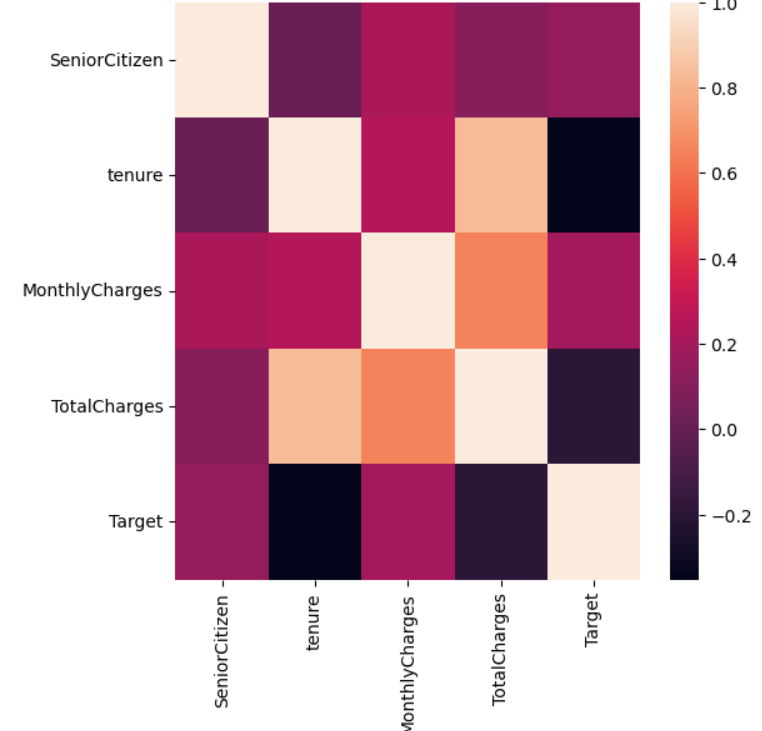 SeniorCitizen
tenure
MonthlyCharges
TotalCharges
Target
SeniorCitizen
tenure
MonthlyCharges
TotalCharges
Target
1.0
0.8
0.6
0.4
0.2
0.0
−0.2